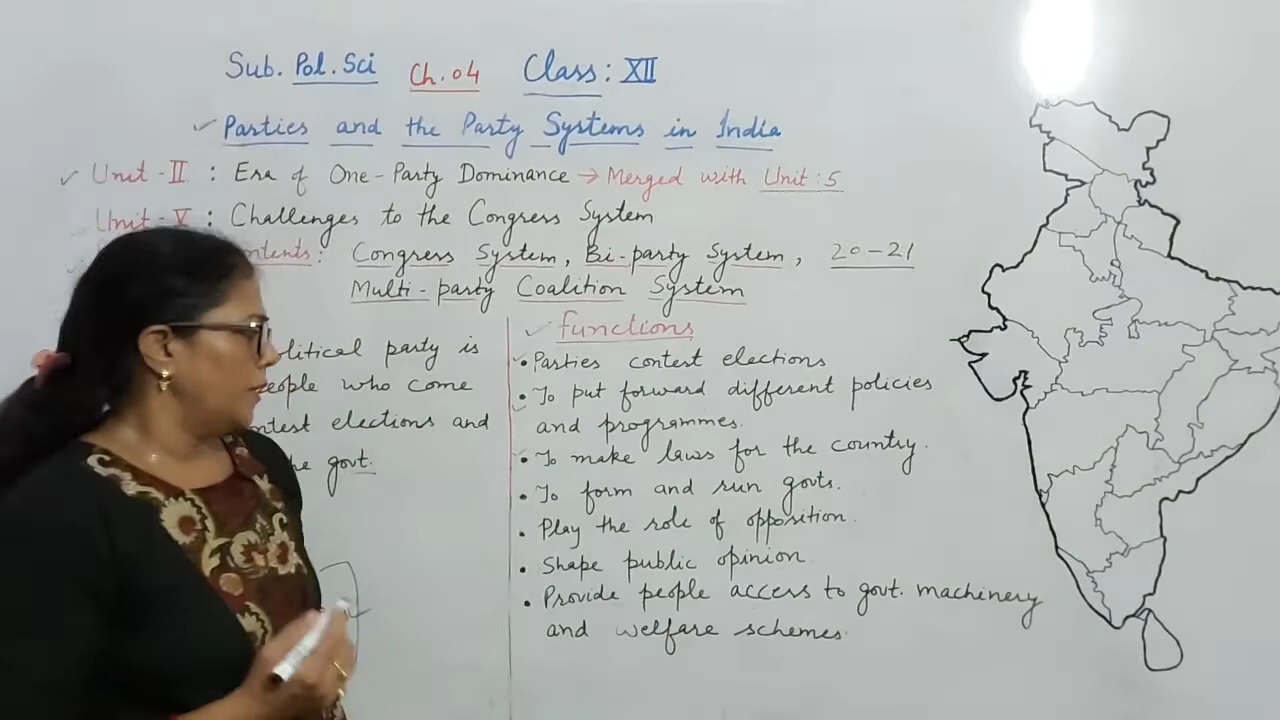 Sub. Pol. Sci Ch. 04 Class: XII
Parties and the Party Systems in India
Unit - II : Era of One-Party Dominance → Merged with Unit: 5
Unit - V : Challenges to the Congress System
Congress System, Bi-party System, 20-21
Multi-party Coalition System
party is
who come
elections and
govt.
functions
• Parties contest elections
• To put forward different policies
and programmes.
• To make laws for the country.
• To form and run govts.
• Play the role of opposition.
• Shape public opinion
• Provide people access to govt. machinery
and welfare schemes.